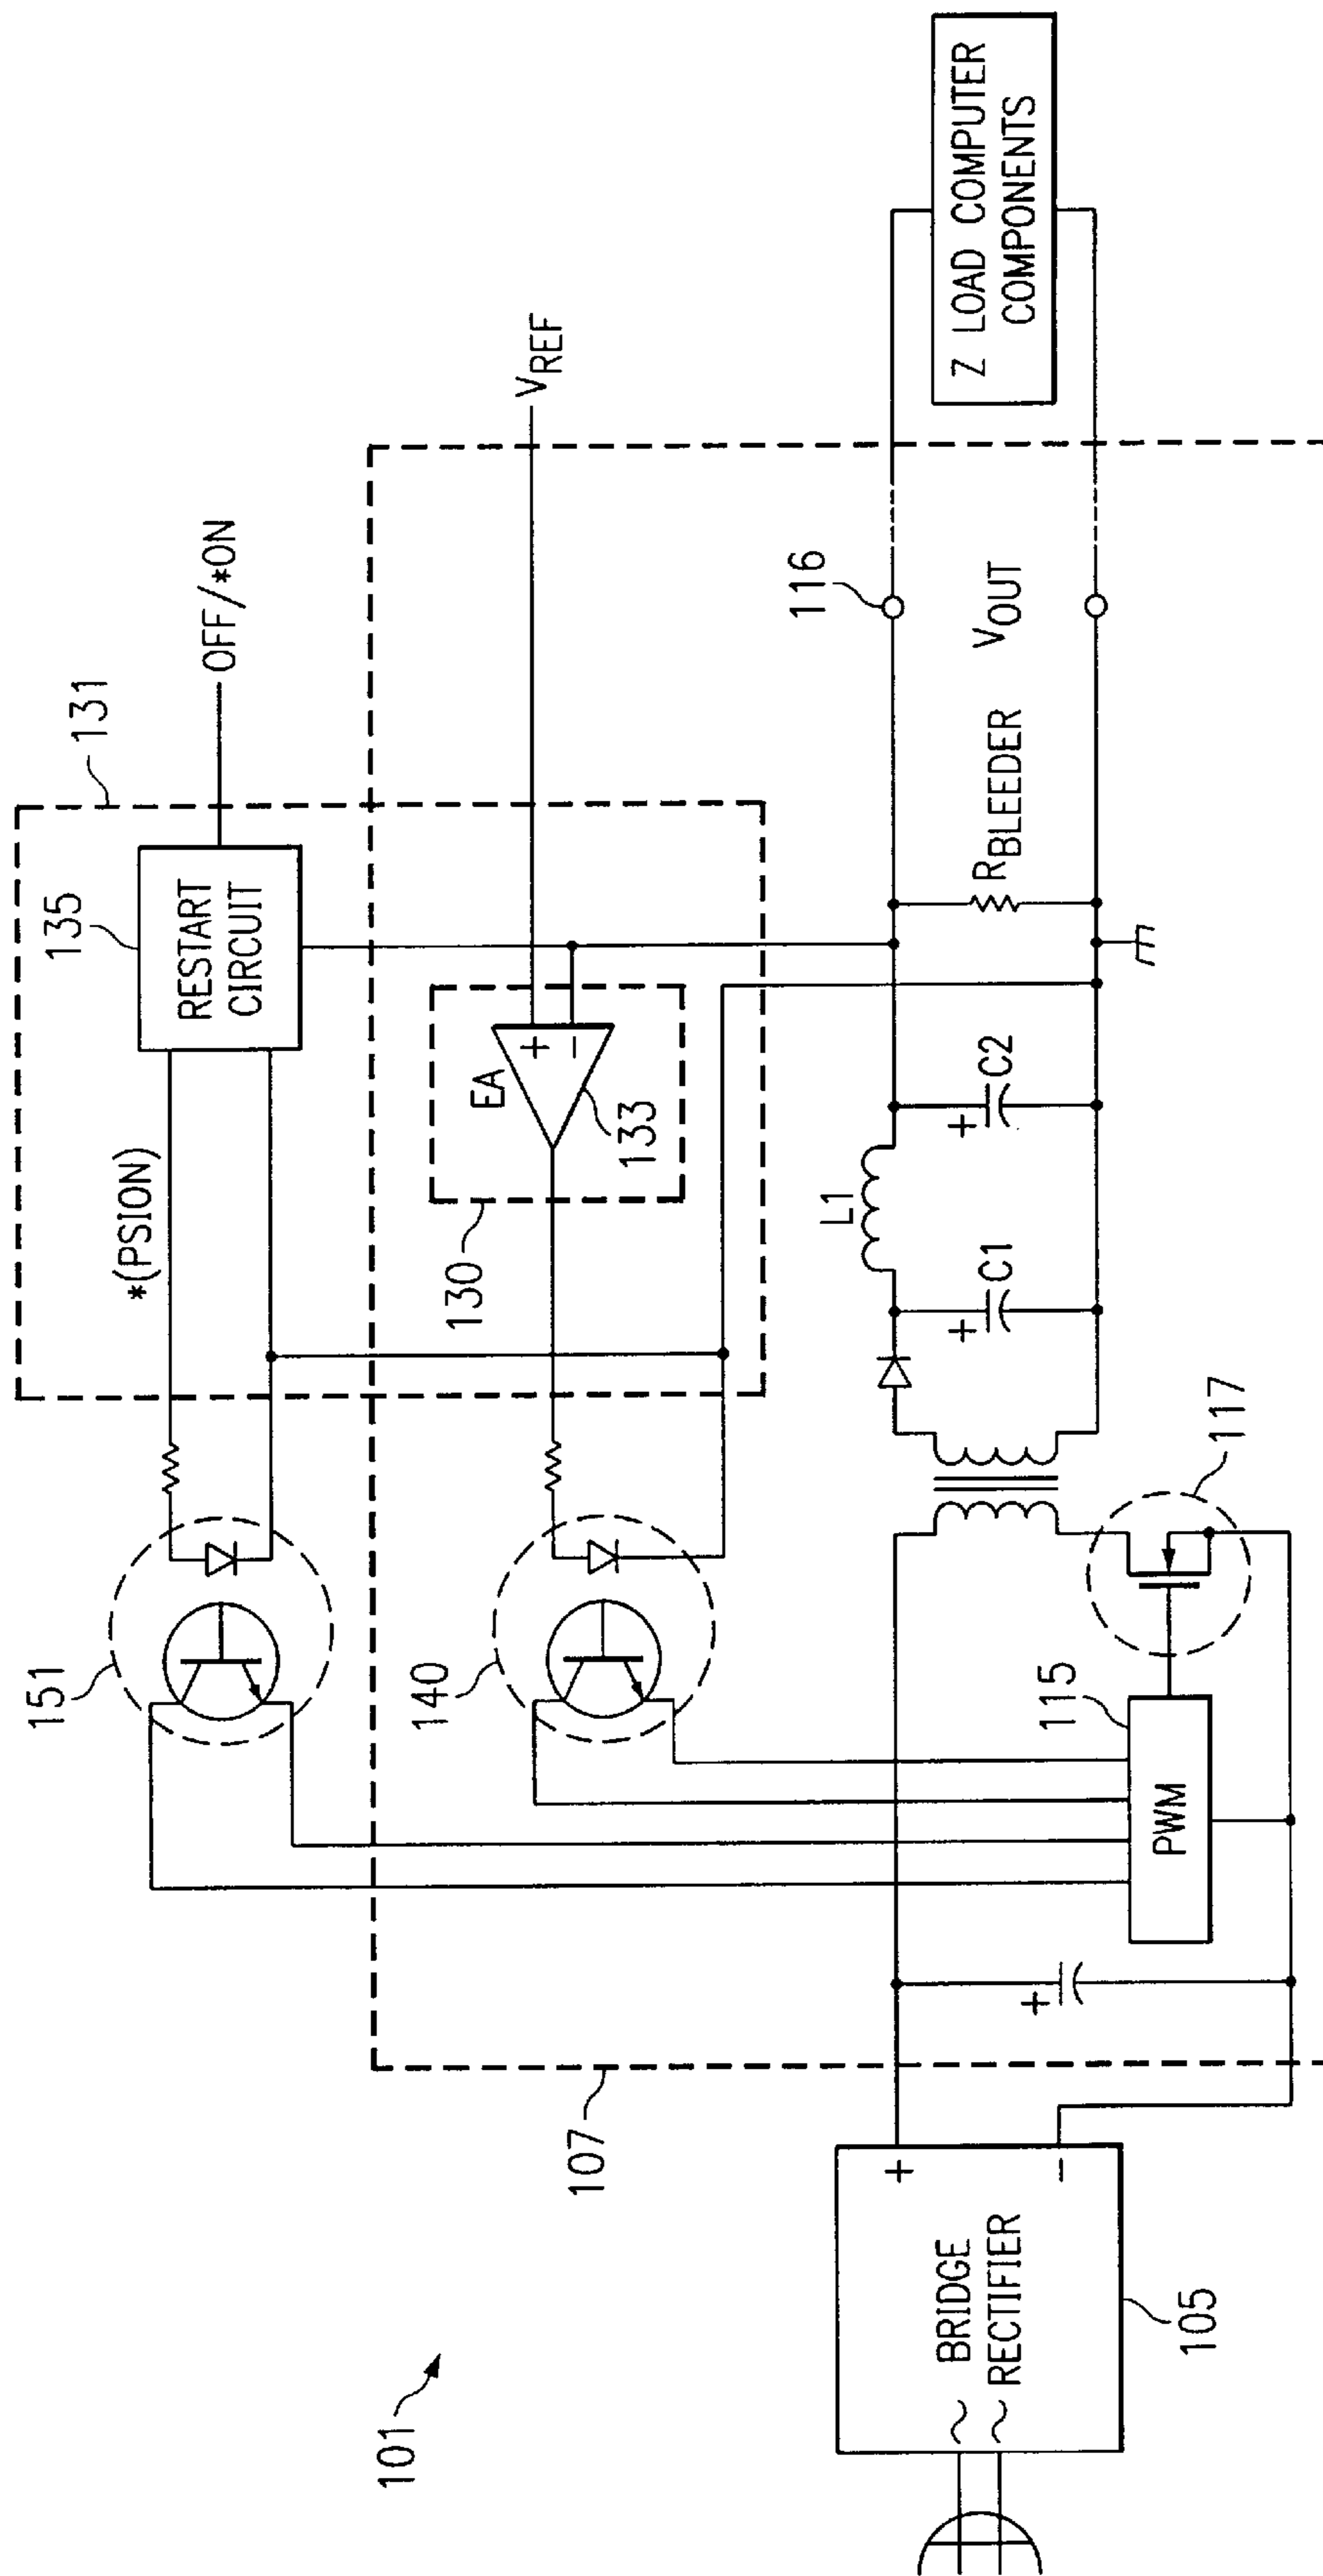 101
BRIDGE
RECTIFIER
~
~
+
−
105
107
+
151
140
PWM
115
117
*(PSION)
RESTART
CIRCUIT
135
131
OFF/*ON
EA
+
−
133
130
VREF
L1
+
C1
+
C2
RBLEEDER
VOUT
116
Z LOAD COMPUTER
COMPONENTS